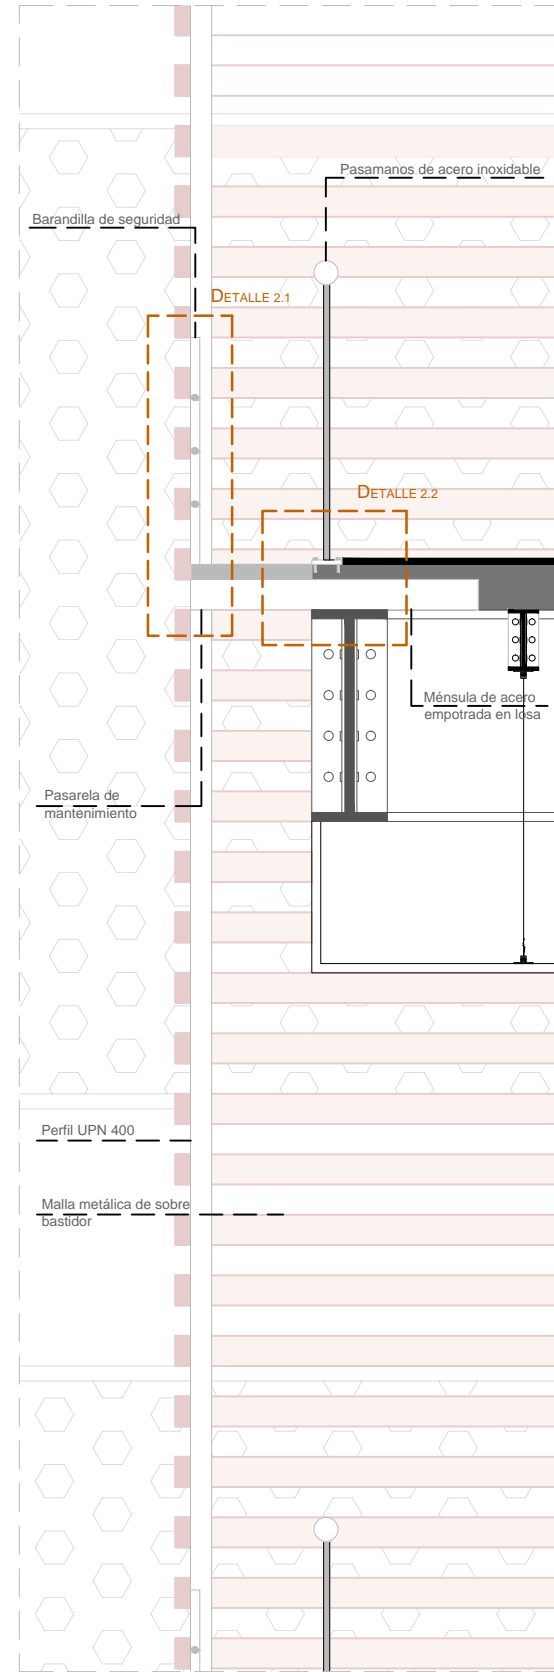 Pasamanos de acero inoxidable
Barandilla de seguridad
DETALLE 2.1
DETALLE 2.2
Ménsula de acero
empotrada en losa
Pasarela de
mantenimiento
Perfil UPN 400
Malla metálica de sobre
bastidor